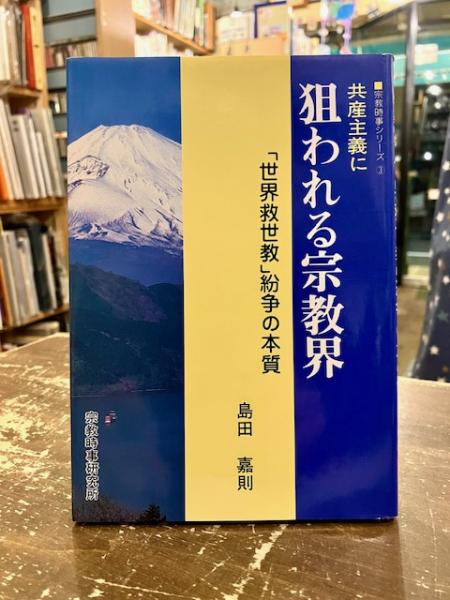 ■宗教時事シリーズ③
共産主義に
狙われる宗教界
「世界救世教」紛争の本質
島田 嘉則
宗教時事研究所